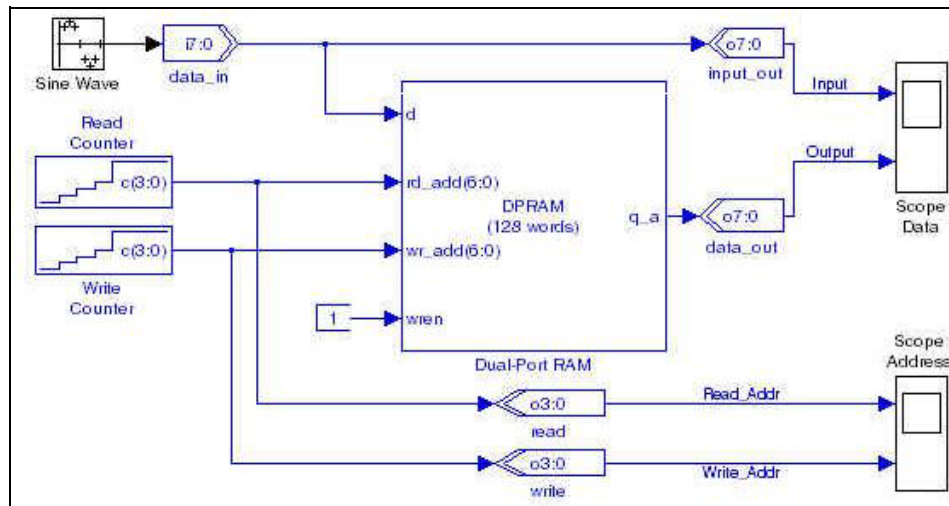 Sine Wave
i7:0
data_in
o7:0
input_out
Input
Read
Counter
c(3:0)
c(3:0)
Write
Counter
d
rd_add(6:0)
DPRAM
(128 words)
q_a
wr_add(6:0)
wren
1
Dual-Port RAM
Output
o7:0
data_out
Scope
Data
Scope
Address
o3:0
read
Read_Addr
o3:0
write
Write_Addr